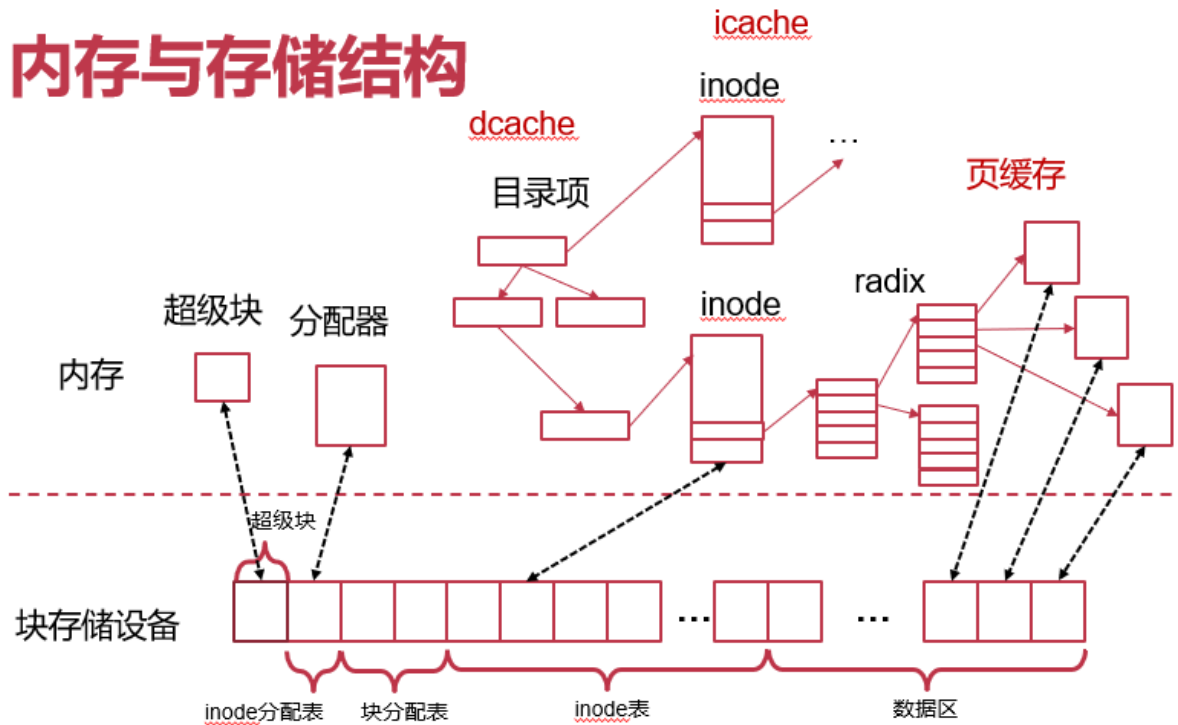 内存与存储结构
icache
inode
dcache
…
页缓存
目录项
radix
超级块
分配器
inode
内存
超级块
块存储设备
…
…
inode分配表
块分配表
inode表
数据区